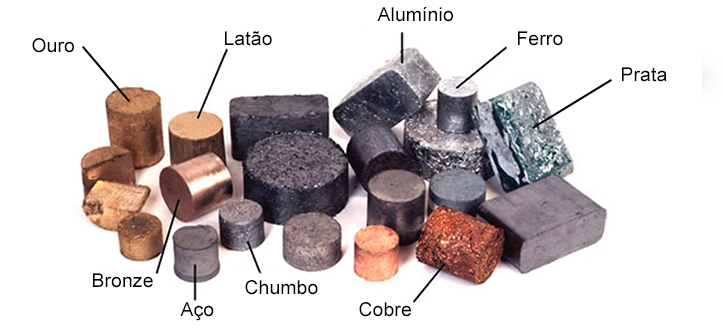 Alumínio
Ouro
Latão
Ferro
Prata
Bronze
Chumbo
Aço
Cobre